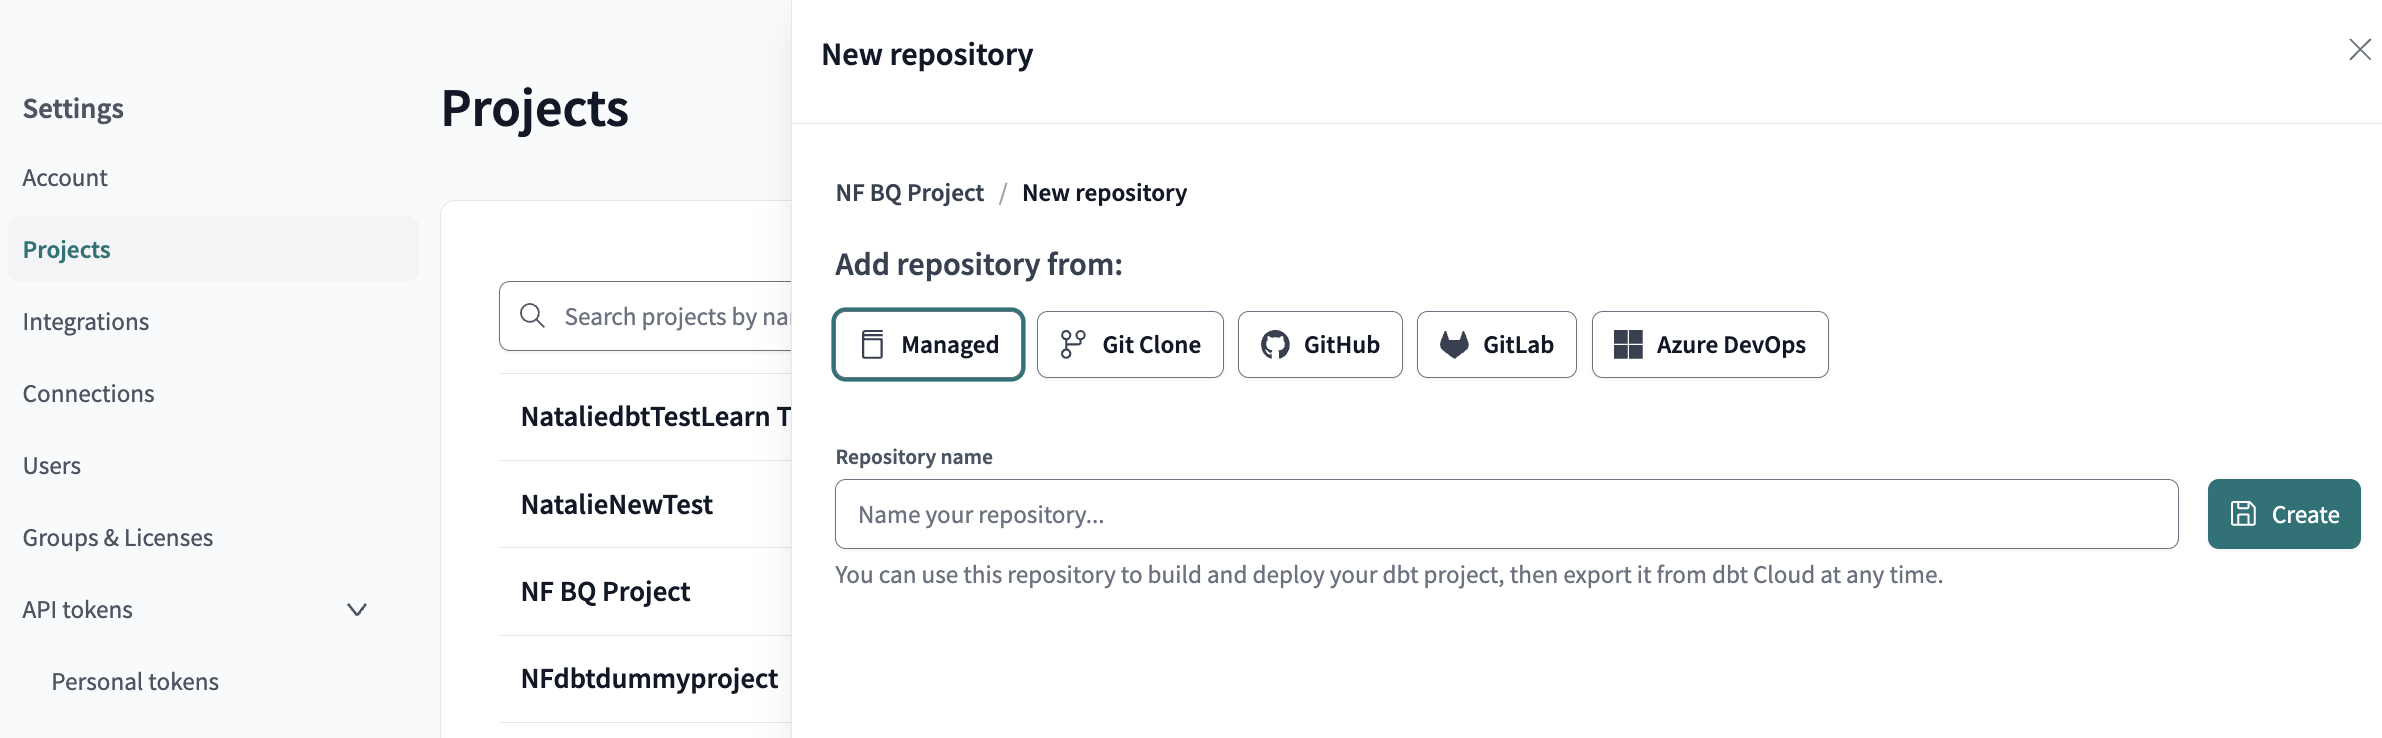 Settings
Account
Projects
Integrations
Connections
Users
Groups & Licenses
API tokens
Personal tokens
Projects
Search projects by
NataliedbtTestLearn
NatalieNewTest
NF BQ Project
NFdbtdummyproject
New repository
NF BQ Project / New repository
Add repository from:
Managed
Git Clone
GitHub
GitLab
Azure DevOps
Repository name
Name your repository...
Create
You can use this repository to build and deploy your dbt project, then export it from dbt Cloud at any time.